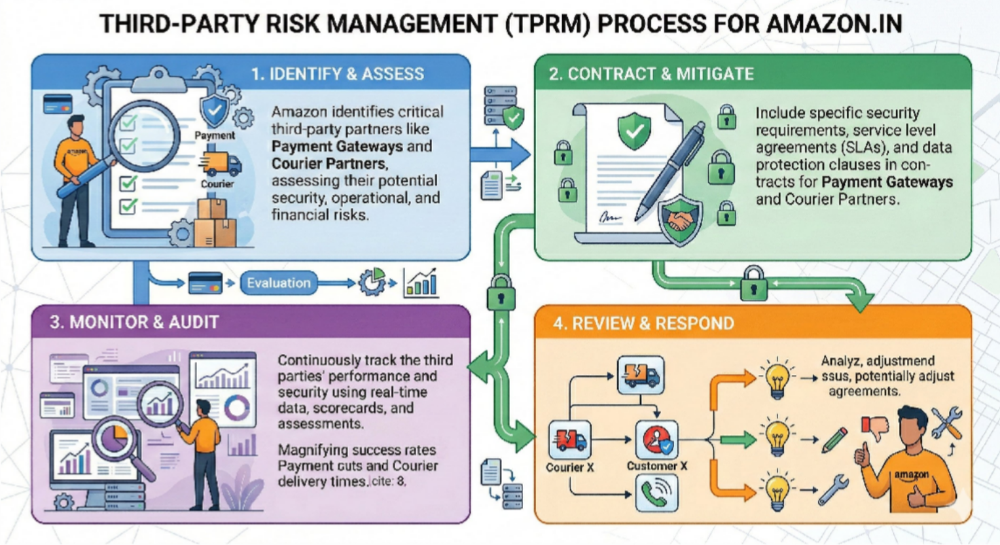 THIRD-PARTY RISK MANAGEMENT (TPRM) PROCESS FOR AMAZON.IN
1. IDENTIFY & ASSESS
Amazon identifies critical
third-party partners like
Payment Gateways and
Courier Partners,
assessing their potential
security, operational, and
financial risks.
amazon
Payment
Courier
2. CONTRACT & MITIGATE
Include specific security
requirements, service level
agreements (SLAs), and data
protection clauses in con-
tracts for Payment Gateways
and Courier Partners.
Evaluation
3. MONITOR & AUDIT
Continuously track the third
parties' performance and
security using real-time
data, scorecards, and
assessments.
Magnifying success rates
Payment cuts and Courier
delivery times.|cite: 8,
4. REVIEW & RESPOND
Courier X
Customer X
Analyz, adjustmend
ssus, potentially adjust
agreements.
amazon